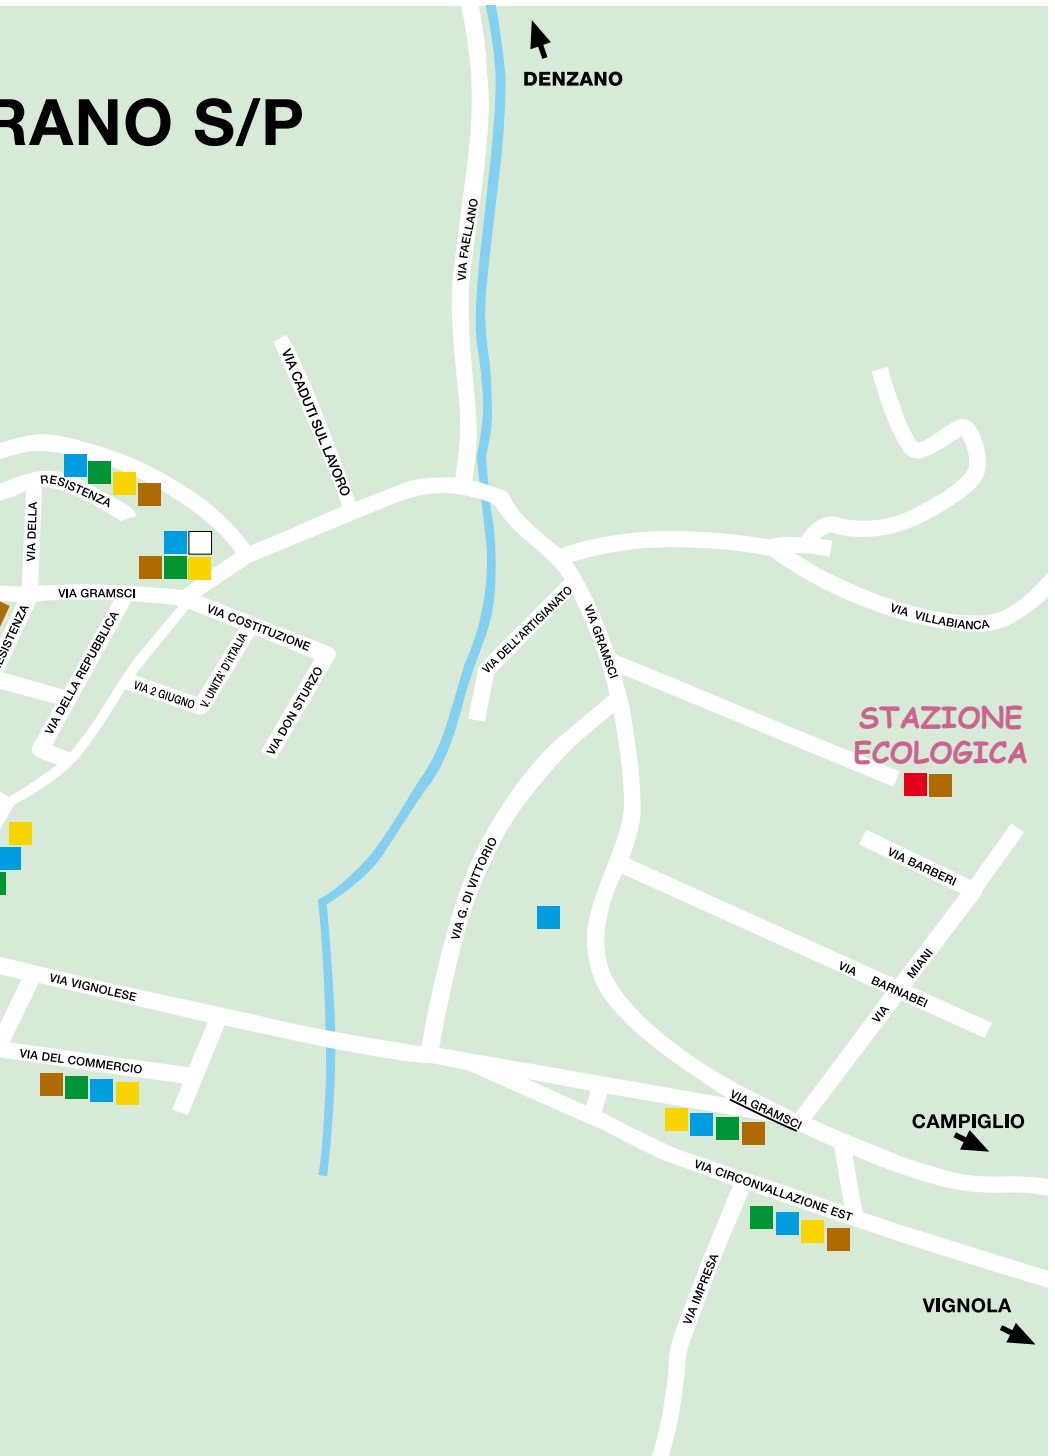 DENZANO
RANO S/P
VIA FAELLANO
VIA CADUTI SUL LAVORO
RESISTENZA
VIA DELLA
VIA GRAMSCI
VIA COSTITUZIONE
VIA DELL'ARTIGIANATO
VIA GRAMSCI
VIA VILLABIANCA
ESISTENZA
VIA DELLA REPUBBLICA
VIA 2 GIUGNO
V. UNITA' D'ITALIA
VIA DON STURZO
STAZIONE
ECOLOGICA
VIA BARBERI
VIA G. DI VITTORIO
VIA MIANI
VIA BARNABEI
VIA VIGNOLESE
VIA DEL COMMERCIO
VIA GRAMSCI
CAMPIGLIO
VIA CIRCONVALLAZIONE EST
VIA IMPRESA
VIGNOLA